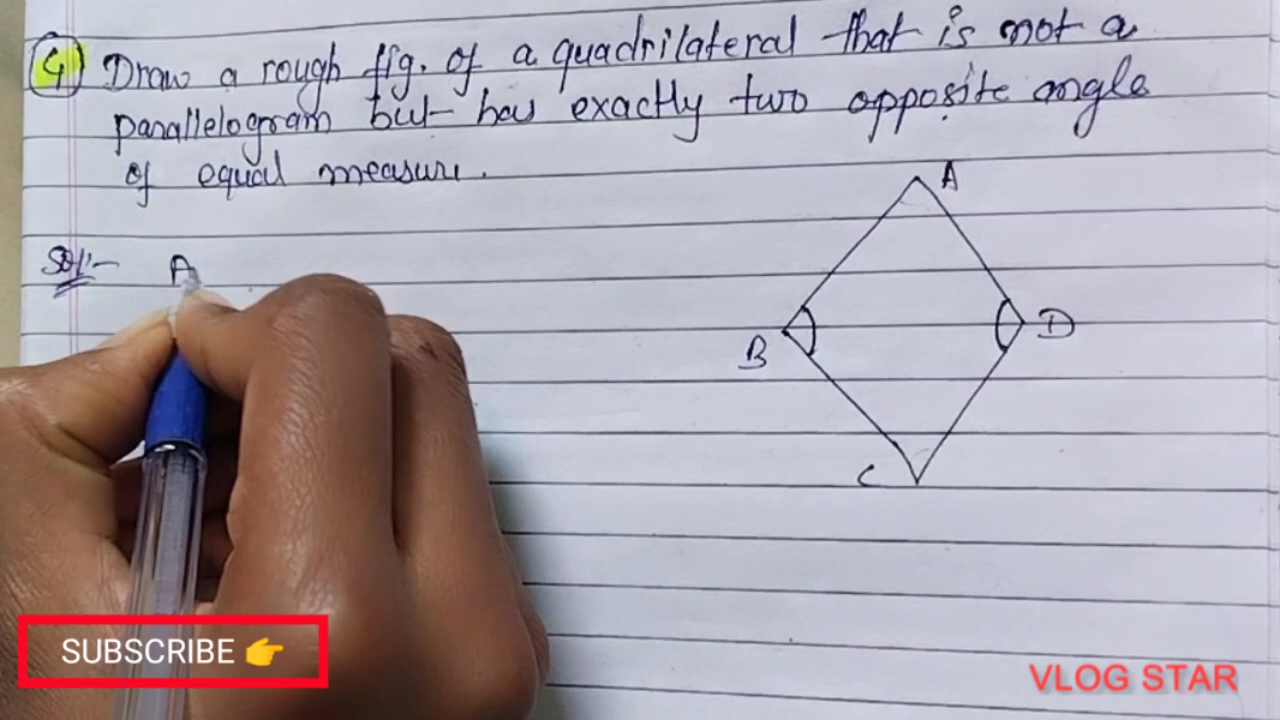 4) Draw a rough fig. of a quadrilateral that is not a
parallelogram but has exactly two opposite angle
of equal measure.
Sol:- A
A
B
D
C
SUBSCRIBE 👉
VLOG STAR